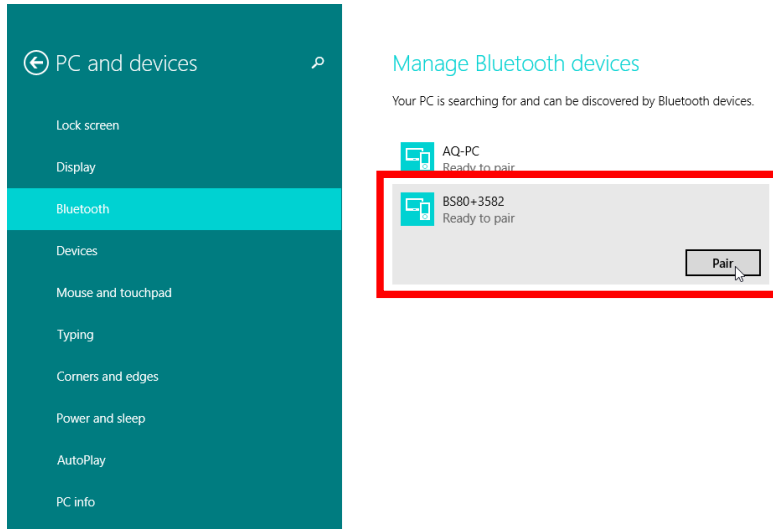 PC and devices
Lock screen
Display
Bluetooth
Devices
Mouse and touchpad
Typing
Corners and edges
Power and sleep
AutoPlay
PC info
Manage Bluetooth devices
Your PC is searching for and can be discovered by Bluetooth devices.
AQ-PC
Ready to pair
BS80+3582
Ready to pair
Pair